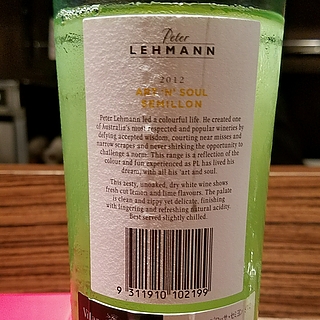 Peter
LEHMANN
2012
ART 'N' SOUL
SEMILLON
Peter Lehmann led a colourful life. He created one
of Australia's most respected and popular wineries by
defying accepted wisdom, courting near misses and
narrow scrapes and never shirking the opportunity to
challenge a norm. This range is a reflection of the
colour and fun experienced as PL has lived his
dream, with all his 'art and soul.
This zesty, unoaked, dry white wine shows
fresh cut lemon and lime flavours. The palate
is clean and zippy yet delicate, finishing
with lingering and refreshing natural acidity.
Best served slightly chilled.
9 311910 102199